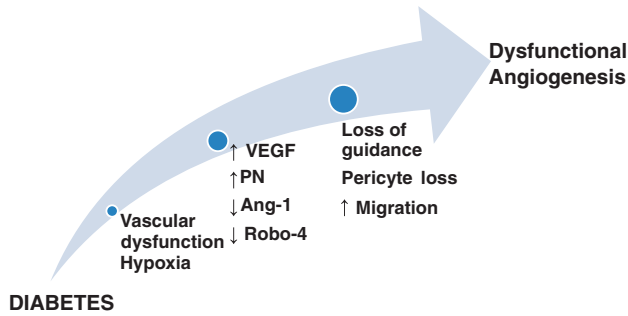 Dysfunctional
Angiogenesis
Loss of
guidance
Pericyte loss
↑ Migration
↑ VEGF
↑PN
↓Ang-1
↓ Robo-4
Vascular
dysfunction
Hypoxia
DIABETES